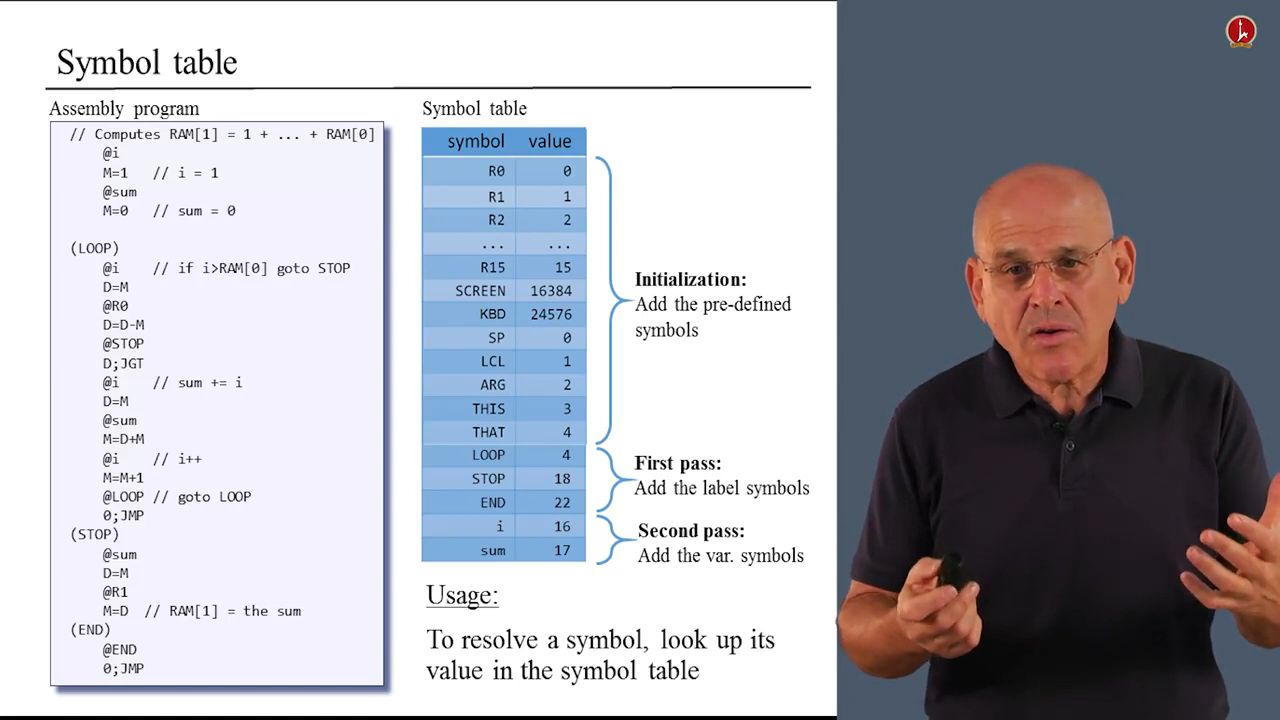 Symbol table
Assembly program
// Computes RAM[1] = 1 + ... + RAM[0]
@i
M=1 // i = 1
@sum
M=0 // sum = 0
(LOOP)
@i // if i>RAM[0] goto STOP
D=M
@R0
D=D-M
@STOP
D;JGT
@i // sum += i
D=M
@sum
M=D+M
@i // i++
M=M+1
@LOOP // goto LOOP
0;JMP
(STOP)
@sum
D=M
@R1
M=D // RAM[1] = the sum
(END)
@END
0;JMP
Symbol table
symbol value
R0 0
R1 1
R2 2
... ...
R15 15
SCREEN 16384
KBD 24576
SP 0
LCL 1
ARG 2
THIS 3
THAT 4
LOOP 4
STOP 18
END 22
i 16
sum 17
Initialization:
Add the pre-defined
symbols
First pass:
Add the label symbols
Second pass:
Add the var. symbols
Usage:
To resolve a symbol, look up its
value in the symbol table